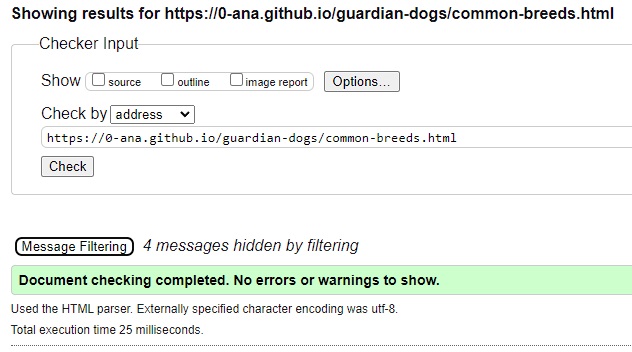 Showing results for https://0-ana.github.io/guardian-dogs/common-breeds.html
Checker Input
Show source outline image report Options...
Check by address
https://0-ana.github.io/guardian-dogs/common-breeds.html
Check
Message Filtering 4 messages hidden by filtering
Document checking completed. No errors or warnings to show.
Used the HTML parser. Externally specified character encoding was utf-8.
Total execution time 25 milliseconds.